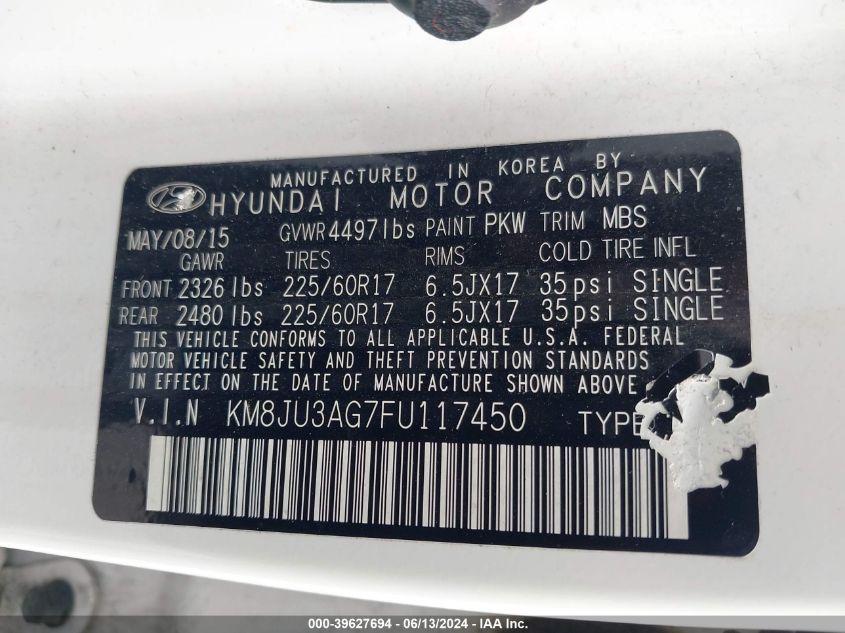 MANUFACTURED IN KOREA BY
HYUNDAI MOTOR COMPANY
MAY/08/15 GVWR 4497lbs PAINT PKW TRIM MBS
GAWR TIRES RIMS COLD TIRE INFL
FRONT 2326 lbs 225/60R17 6.5JX17 35psi SINGLE
REAR 2480 lbs 225/60R17 6.5JX17 35psi SINGLE
THIS VEHICLE CONFORMS TO ALL APPLICABLE U.S.A. FEDERAL
MOTOR VEHICLE SAFETY AND THEFT PREVENTION STANDARDS
IN EFFECT ON THE DATE OF MANUFACTURE SHOWN ABOVE.
V.I.N KM8JU3AG7FU117450 TYPE
000-39627694 - 06/13/2024 - IAA Inc.